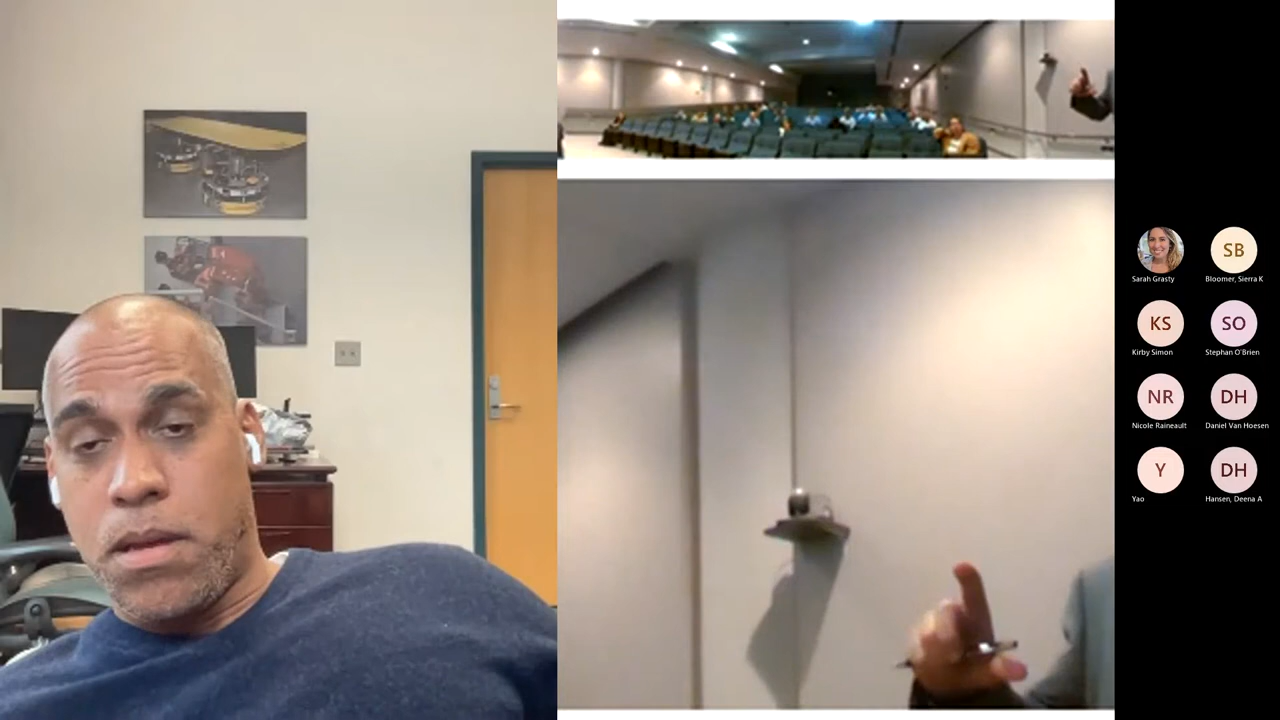 Sarah Grasty
SB
Bloomer, Sierra K
KS
Kirby Simon
SO
Stephan O'Brien
NR
Nicole Raineault
DH
Daniel Van Hoesen
Y
Yao
DH
Hansen, Deena A